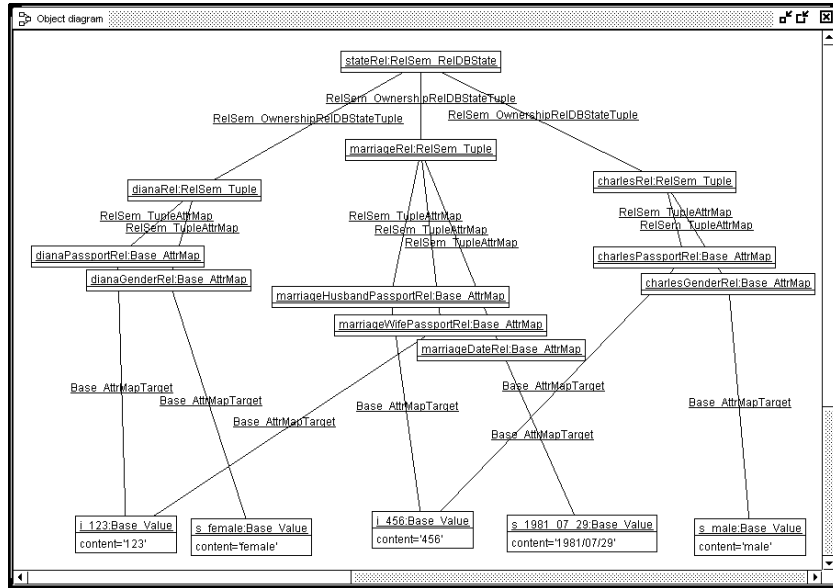 Object diagram
stateRel:RelSem_RelDBState
RelSem_OwnershipRelDBStateTuple
RelSem_OwnershipRelDBStateTuple
RelSem_OwnershipRelDBStateTuple
marriageRel:RelSem_Tuple
dianaRel:RelSem_Tuple
charlesRel:RelSem_Tuple
RelSem_TupleAttrMap
RelSem_TupleAttrMap
RelSem_TupleAttrMap
RelSem_TupleAttrMap
RelSem_TupleAttrMap
RelSem_TupleAttrMap
RelSem_TupleAttrMap
dianaPassportRel:Base_AttrMap
dianaGenderRel:Base_AttrMap
charlesPassportRel:Base_AttrMap
charlesGenderRel:Base_AttrMap
marriageHusbandPassportRel:Base_AttrMap
marriageWifePassportRel:Base_AttrMap
marriageDateRel:Base_AttrMap
Base_AttrMapTarget
Base_AttrMapTarget
Base_AttrMapTarget
Base_AttrMapTarget
Base_AttrMapTarget
Base_AttrMapTarget
Base_AttrMapTarget
i_123:Base_Value
content='123'
s_female:Base_Value
content='female'
i_456:Base_Value
content='456'
s_1981_07_29:Base_Value
content='1981/07/29'
s_male:Base_Value
content='male'